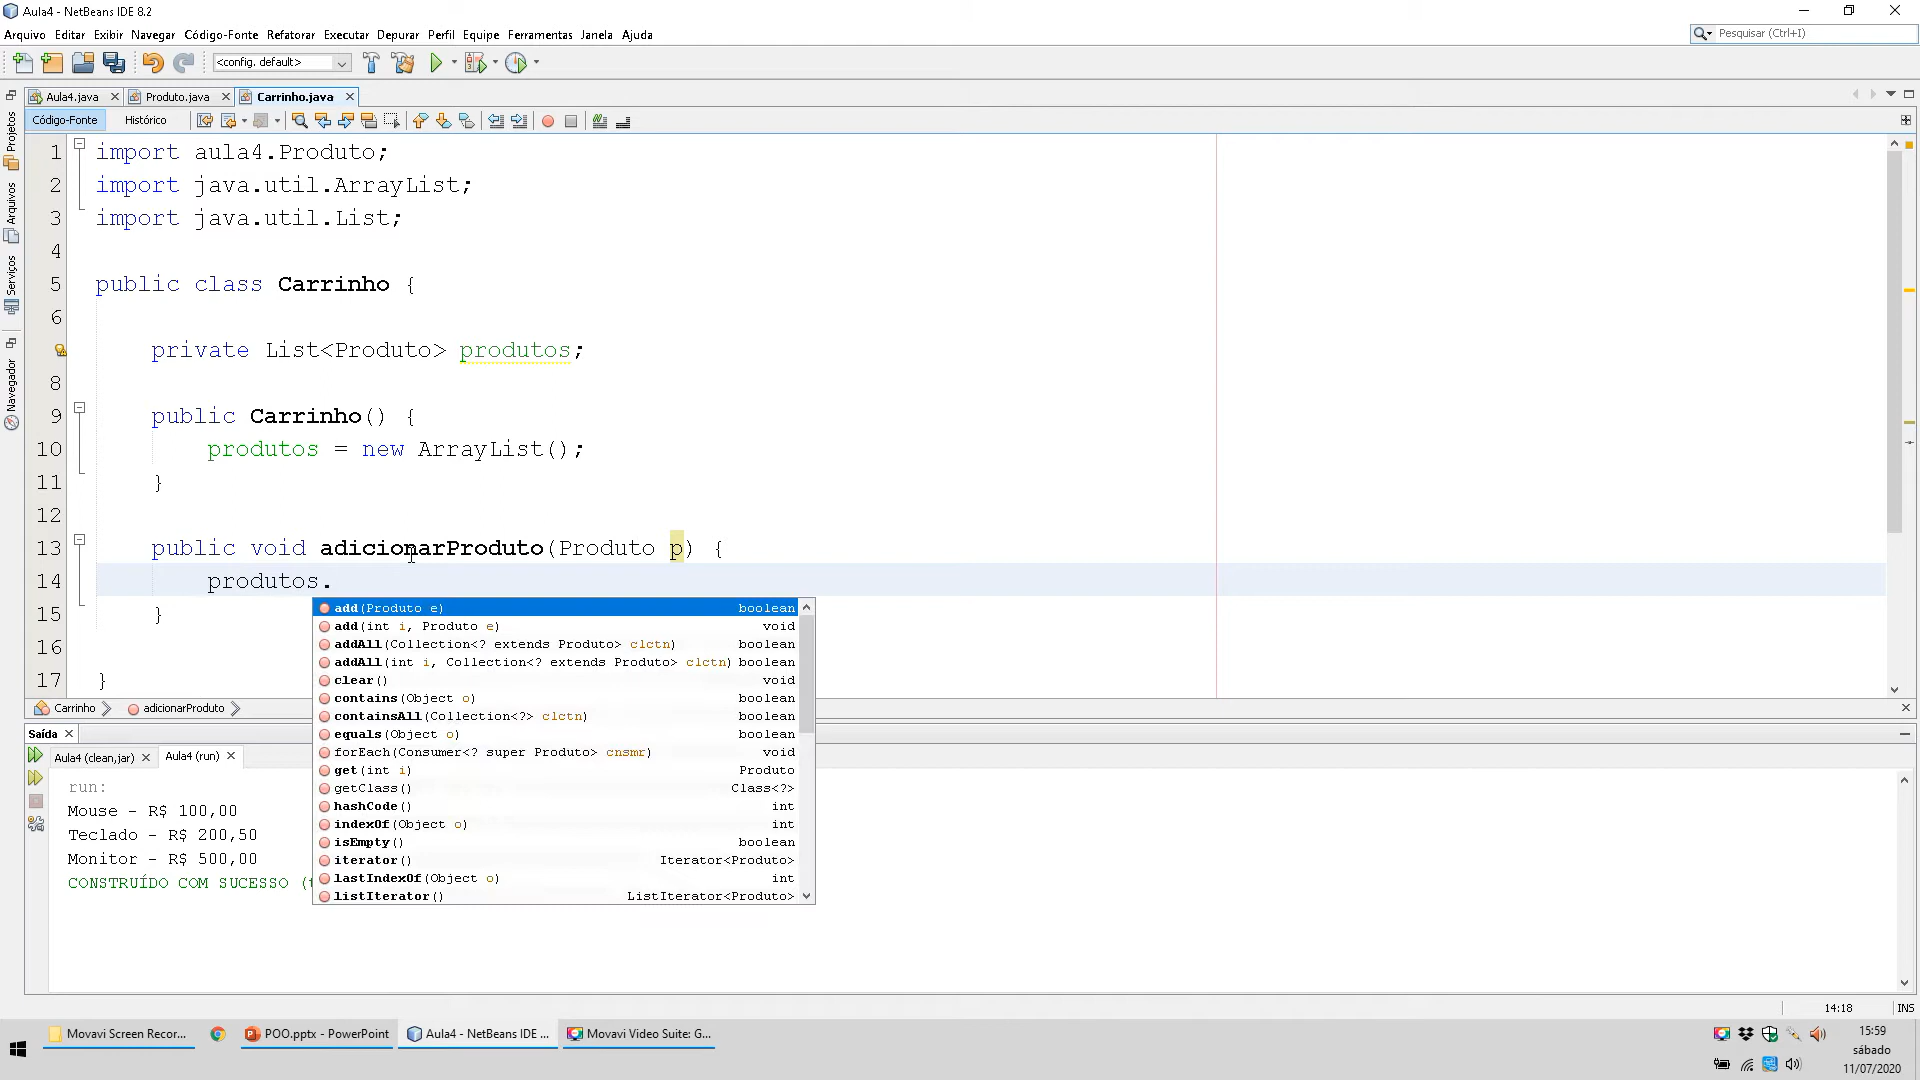 Aula4 - NetBeans IDE 8.2
Arquivo Editar Exibir Navegar Código-Fonte Refatorar Executar Depurar Perfil Equipe Ferramentas Janela Ajuda
Pesquisar (Ctrl+I)
<config. default>
Aula4.java Produto.java Carrinho.java
Código-Fonte Histórico
Projetos
Arquivos
Serviços
Navegador
1 import aula4.Produto;
2 import java.util.ArrayList;
3 import java.util.List;
4
5 public class Carrinho {
6
private List<Produto> produtos;
8
9 public Carrinho() {
10 produtos = new ArrayList();
11 }
12
13 public void adicionarProduto(Produto p) {
14 produtos.
15 }
16
17 }
add(Produto e) boolean
add(int i, Produto e) void
addAll(Collection<? extends Produto> clctn) boolean
addAll(int i, Collection<? extends Produto> clctn) boolean
clear() void
contains(Object o) boolean
containsAll(Collection<?> clctn) boolean
equals(Object o) boolean
forEach(Consumer<? super Produto> cnsmr) void
get(int i) Produto
getClass() Class<?>
hashCode() int
indexOf(Object o) int
isEmpty() boolean
iterator() Iterator<Produto>
lastIndexOf(Object o) int
listIterator() ListIterator<Produto>
Carrinho adicionarProduto
Saída
Aula4 (clean,jar) Aula4 (run)
run:
Mouse - R$ 100,00
Teclado - R$ 200,50
Monitor - R$ 500,00
CONSTRUÍDO COM SUCESSO (
14:18 INS
Movavi Screen Recor... POO.pptx - PowerPoint Aula4 - NetBeans IDE ... Movavi Video Suite: G...
15:59
sábado
11/07/2020